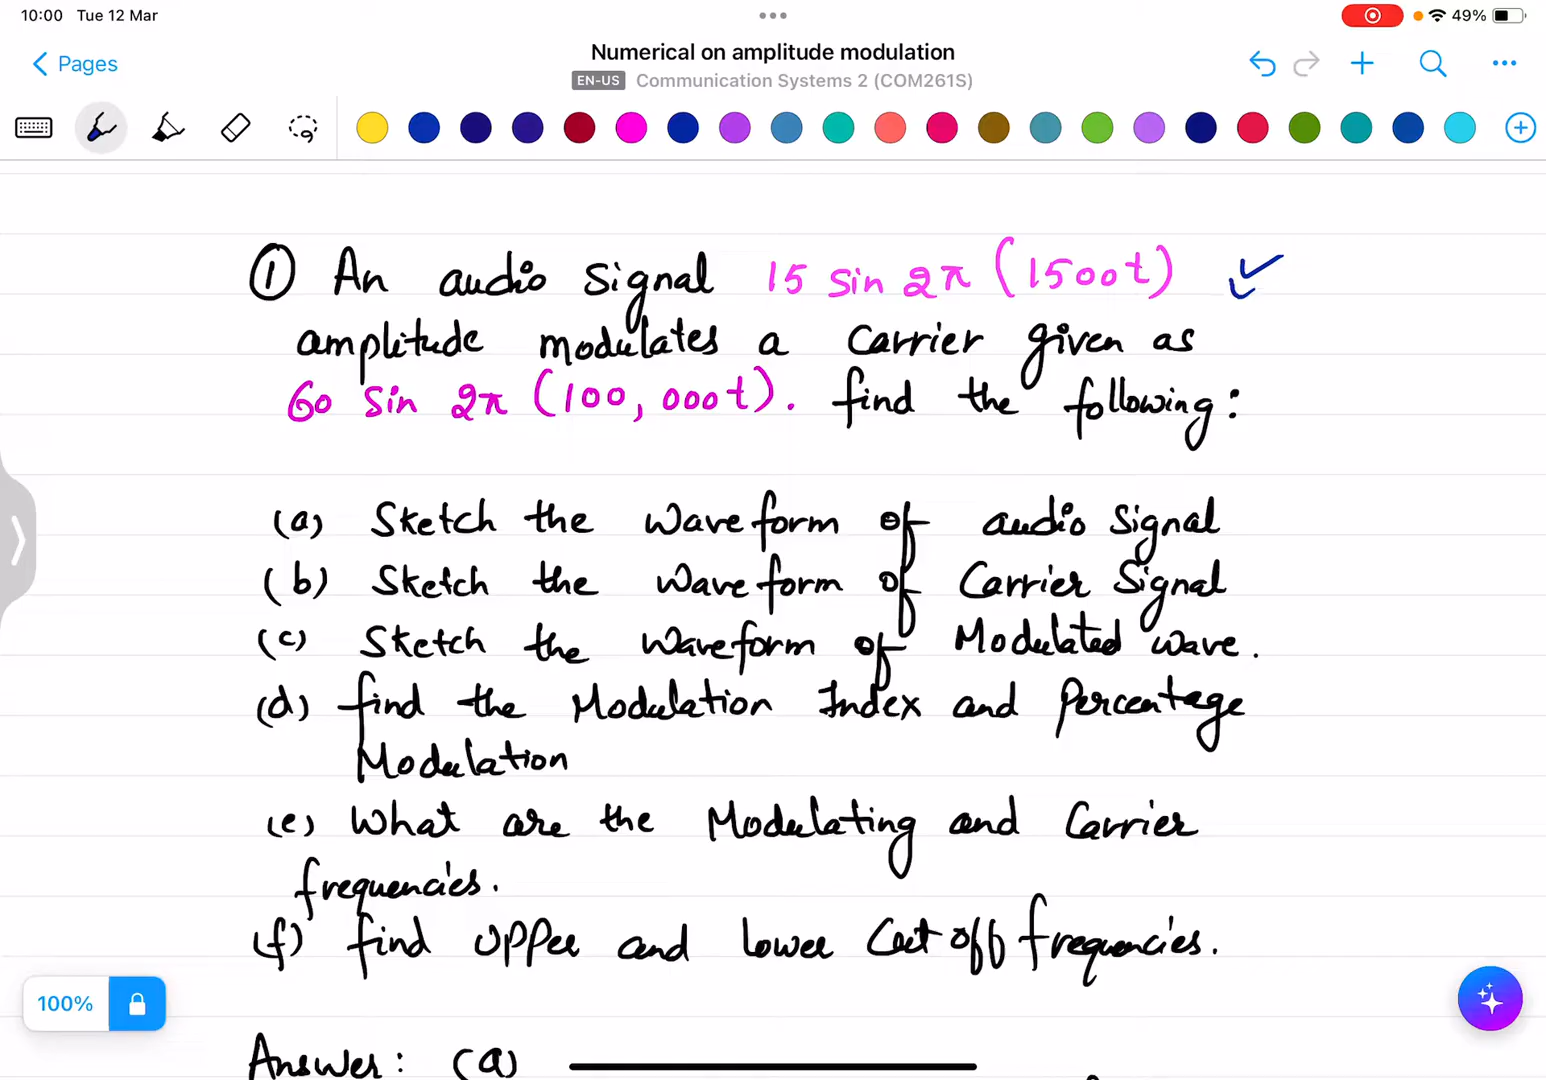 10:00 Tue 12 Mar
49%
Pages
Numerical on amplitude modulation
EN-US Communication Systems 2 (COM261S)
① An audio Signal 15 sin 2π (1500t)
amplitude modulates a Carrier given as
60 Sin 2π (100,000t). find the following:
(a) Sketch the Waveform of audio Signal
(b) Sketch the Waveform of Carrier Signal
(c) Sketch the Waveform of Modulated wave.
(d) find the Modulation Index and Percentage
Modulation
(e) What are the Modulating and Carrier
frequencies.
(f) find Upper and lower Cut off frequencies.
100%
Answer: (a)